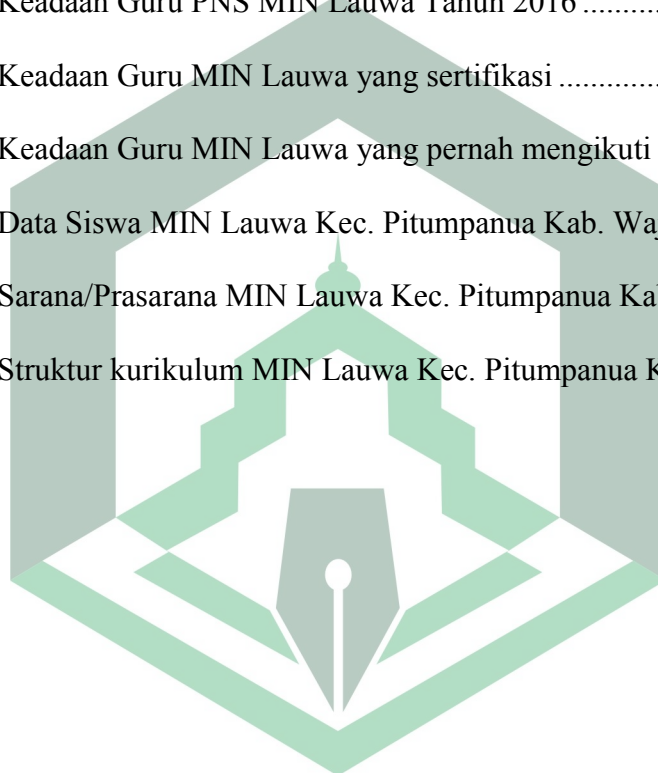 Keadaan Guru PNS MIN Lauwa Tahun 2016 ..........
Keadaan Guru MIN Lauwa yang sertifikasi .............
Keadaan Guru MIN Lauwa yang pernah mengikuti
Data Siswa MIN Lauwa Kec. Pitumpanua Kab. Waj
Sarana/Prasarana MIN Lauwa Kec. Pitumpanua Kab
Struktur kurikulum MIN Lauwa Kec. Pitumpanua K